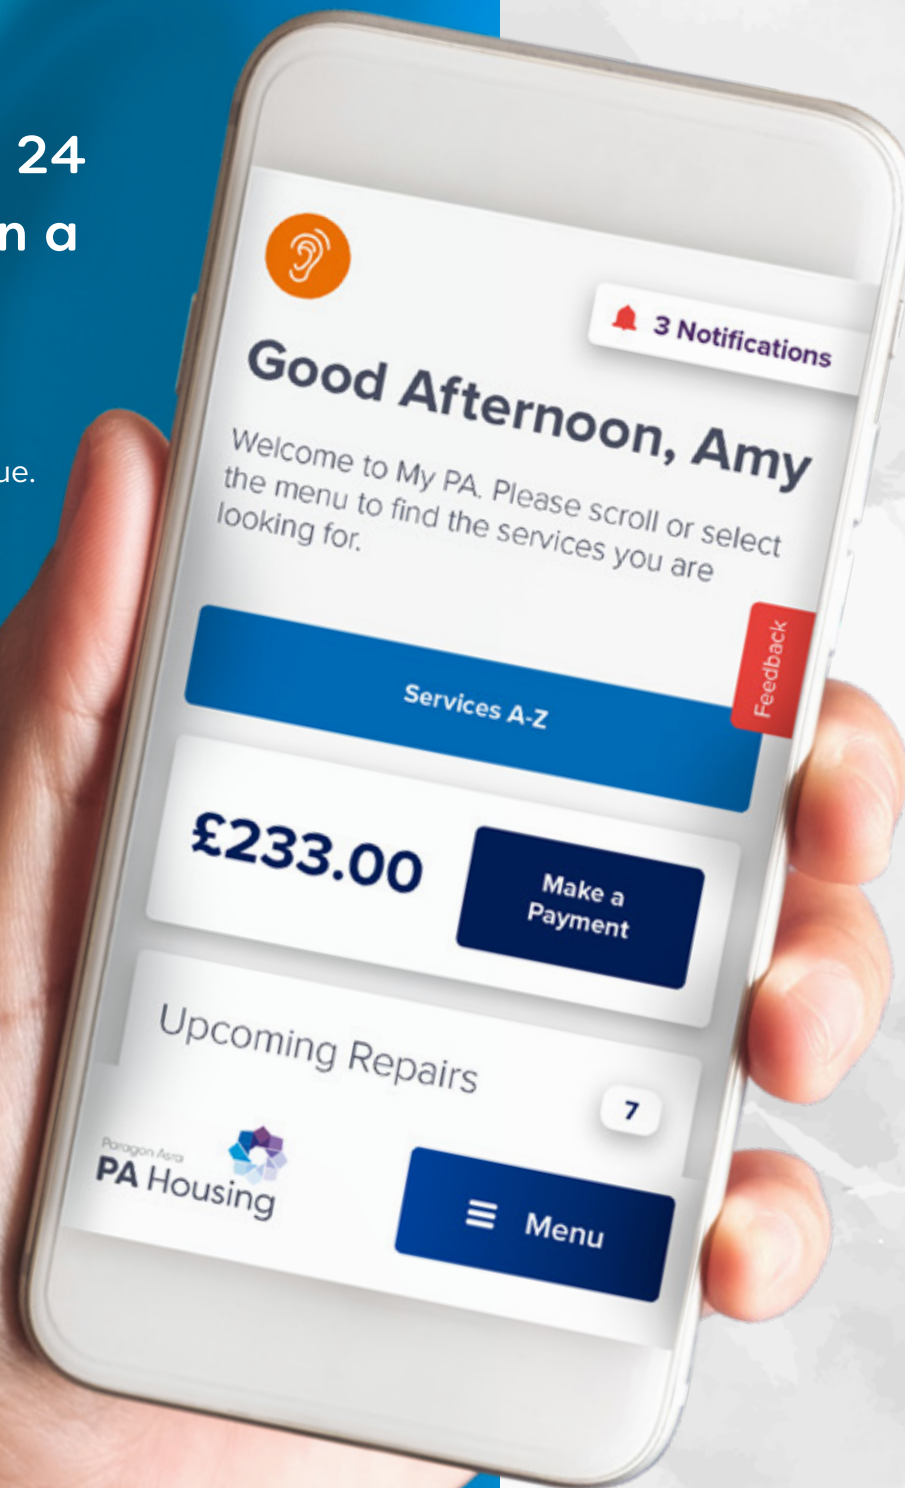 24
n a
ue.
3 Notifications
Good Afternoon, Amy
Welcome to My PA. Please scroll or select
the menu to find the services you are
looking for.
Feedback
Services A-Z
£233.00
Make a
Payment
Upcoming Repairs
7
Paragon Asra
PA Housing
Menu